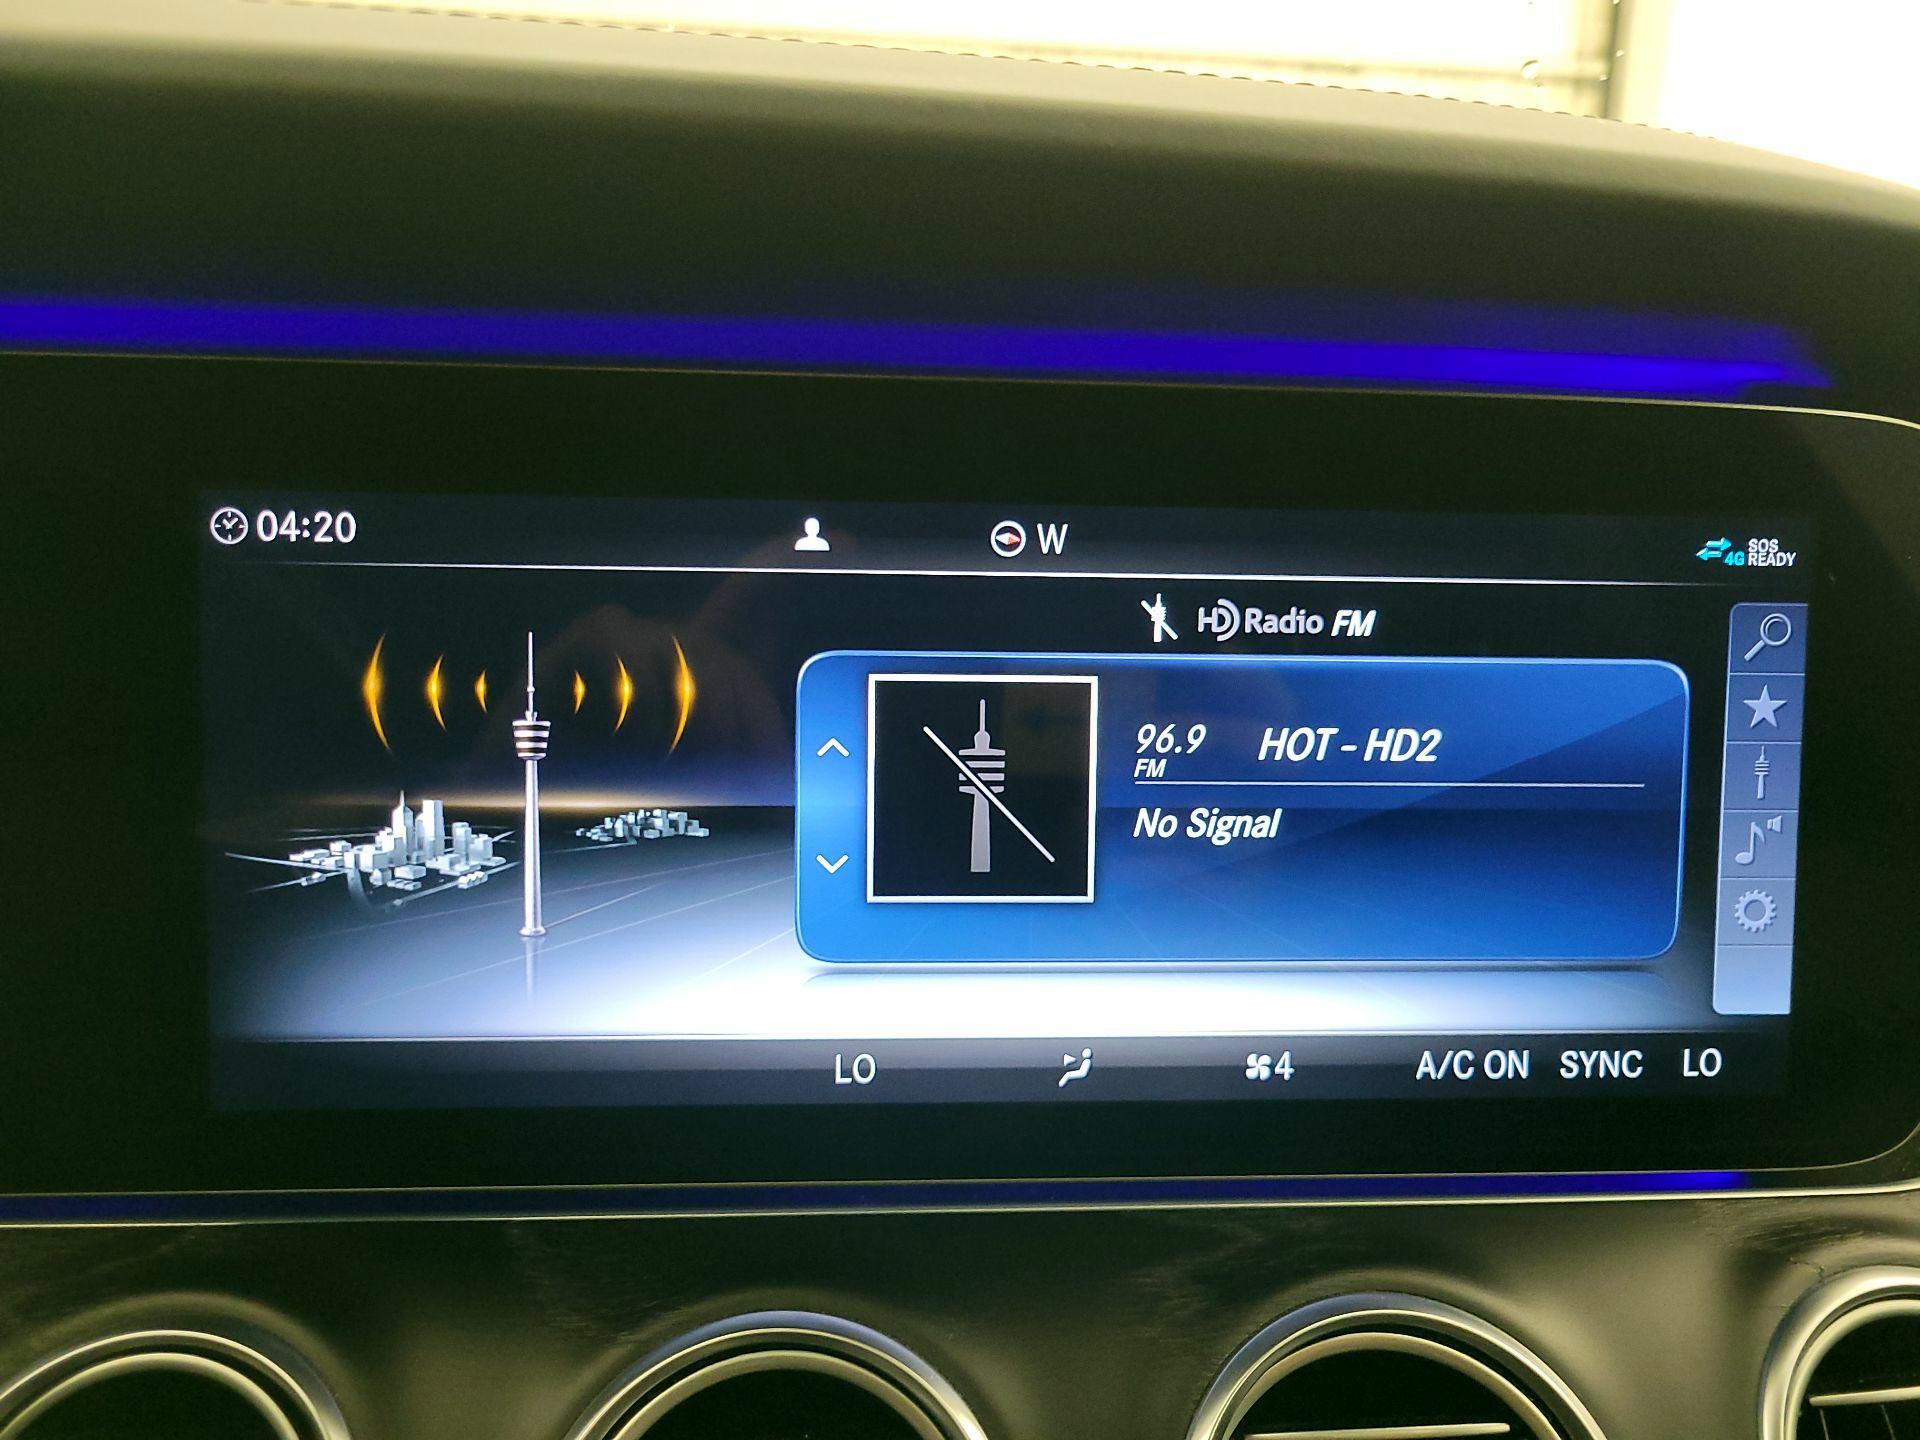 04:20
W
4G SOS READY
HD Radio FM
96.9 FM HOT - HD2
No Signal
LO 4 A/C ON SYNC LO